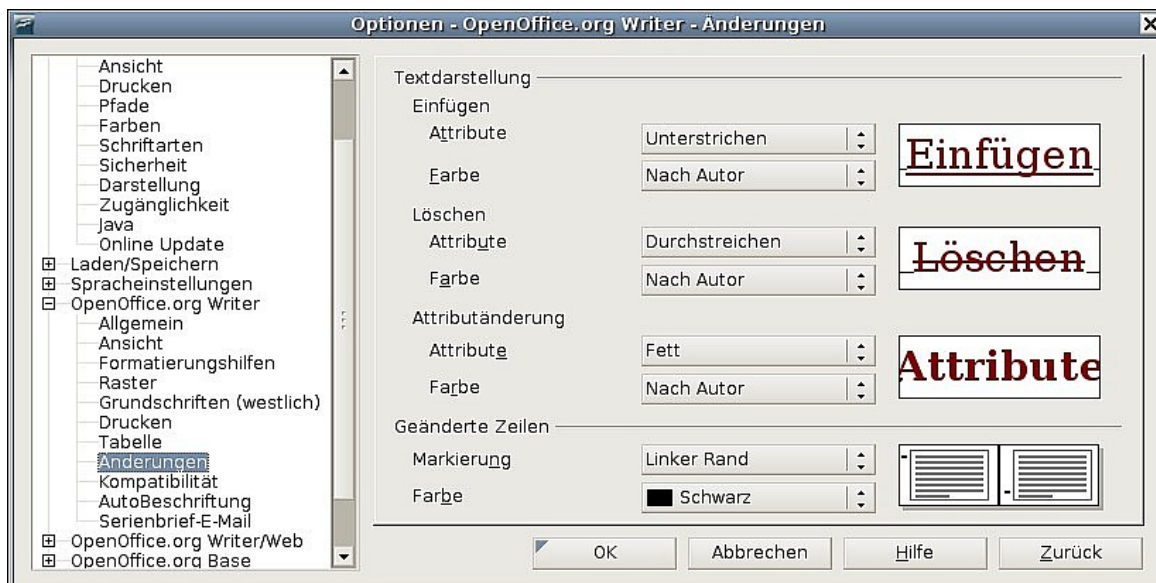 Optionen - OpenOffice.org Writer - Änderungen
Ansicht
Drucken
Pfade
Farben
Schriftarten
Sicherheit
Darstellung
Zugänglichkeit
Java
Online Update
Laden/Speichern
Spracheinstellungen
OpenOffice.org Writer
Allgemein
Ansicht
Formatierungshilfen
Raster
Grundschriften (westlich)
Drucken
Tabelle
Änderungen
Kompatibilität
AutoBeschriftung
Serienbrief-E-Mail
OpenOffice.org Writer/Web
OpenOffice.org Base
Textdarstellung
Einfügen
Attribute Unterstrichen
Farbe Nach Autor
Einfügen
Löschen
Attribute Durchstreichen
Farbe Nach Autor
Löschen
Attributänderung
Attribute Fett
Farbe Nach Autor
Attribute
Geänderte Zeilen
Markierung Linker Rand
Farbe Schwarz
OK Abbrechen Hilfe Zurück